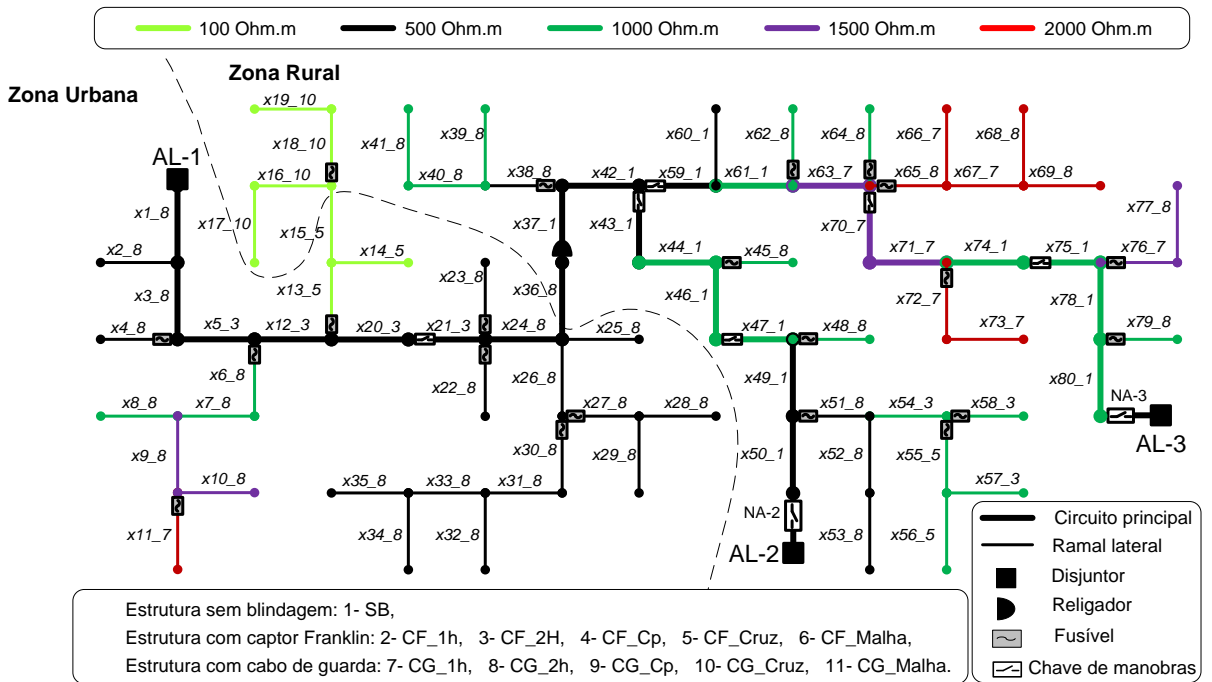 100 Ohm.m 500 Ohm.m 1000 Ohm.m 1500 Ohm.m 2000 Ohm.m
Zona Rural
Zona Urbana
x19_10
x41_8
x39_8
x60_1
x62_8
x64_8
x66_7
x68_8
x18_10
AL-1
x16_10
x40_8
x38_8
x42_1
x59_1
x61_1
x63_7
x65_8
x67_7
x69_8
x1_8
x17_10
x15_5
x37_1
x43_1
x70_7
x77_8
x2_8
x14_5
x23_8
x36_8
x44_1
x45_8
x71_7
x74_1
x75_1
x76_7
x3_8
x13_5
x46_1
x72_7
x78_1
x4_8
x5_3
x12_3
x20_3
x21_3
x24_8
x25_8
x47_1
x48_8
x73_7
x79_8
x6_8
x22_8
x26_8
x49_1
x80_1
x8_8
x7_8
x27_8
x28_8
x51_8
x54_3
x58_3
NA-3
AL-3
x9_8
x30_8
x29_8
x50_1
x52_8
x55_5
x10_8
x35_8
x33_8
x31_8
x57_3
NA-2
x11_7
x34_8
x32_8
AL-2
x53_8
x56_5
Circuito principal
Ramal lateral
Disjuntor
Religador
Fusível
Chave de manobras
Estrutura sem blindagem: 1- SB,
Estrutura com captor Franklin: 2- CF_1h, 3- CF_2H, 4- CF_Cp, 5- CF_Cruz, 6- CF_Malha,
Estrutura com cabo de guarda: 7- CG_1h, 8- CG_2h, 9- CG_Cp, 10- CG_Cruz, 11- CG_Malha.